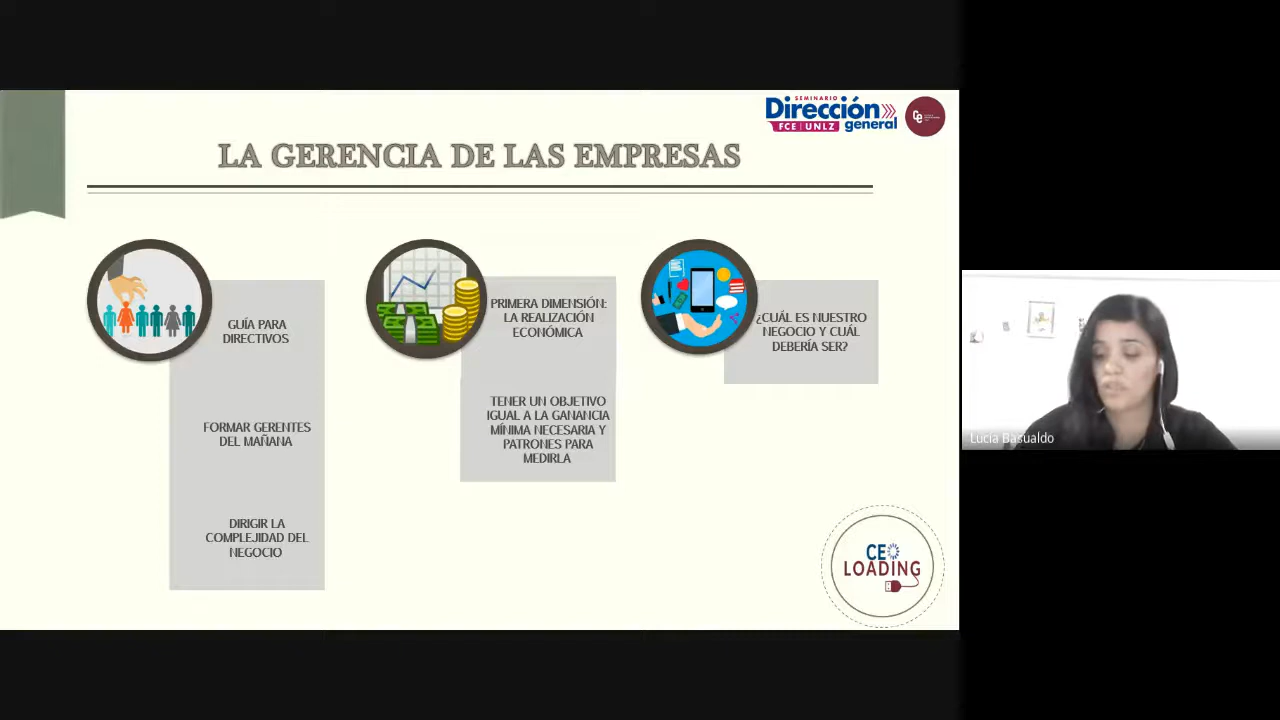 SEMINARIO
Dirección
FCE | UNLZ general
Ce
LA GERENCIA DE LAS EMPRESAS
GUÍA PARA
DIRECTIVOS
FORMAR GERENTES
DEL MAÑANA
DIRIGIR LA
COMPLEJIDAD DEL
NEGOCIO
PRIMERA DIMENSIÓN:
LA REALIZACIÓN
ECONÓMICA
TENER UN OBJETIVO
IGUAL A LA GANANCIA
MÍNIMA NECESARIA Y
PATRONES PARA
MEDIRLA
¿CUÁL ES NUESTRO
NEGOCIO Y CUÁL
DEBERÍA SER?
CEO
LOADING
Lucía Basualdo